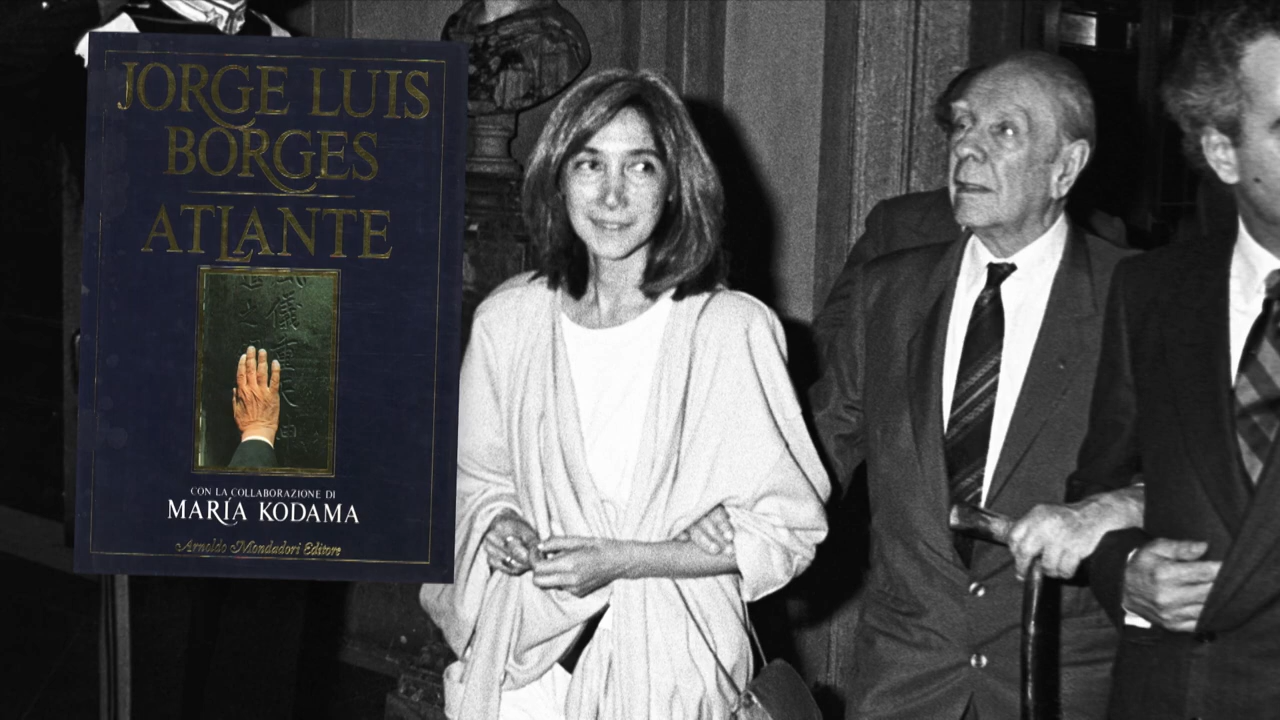 JORGE LUIS
BORGES
ATLANTE
CON LA COLLABORAZIONE DI
MARÍA KODAMA
Arnoldo Mondadori Editore